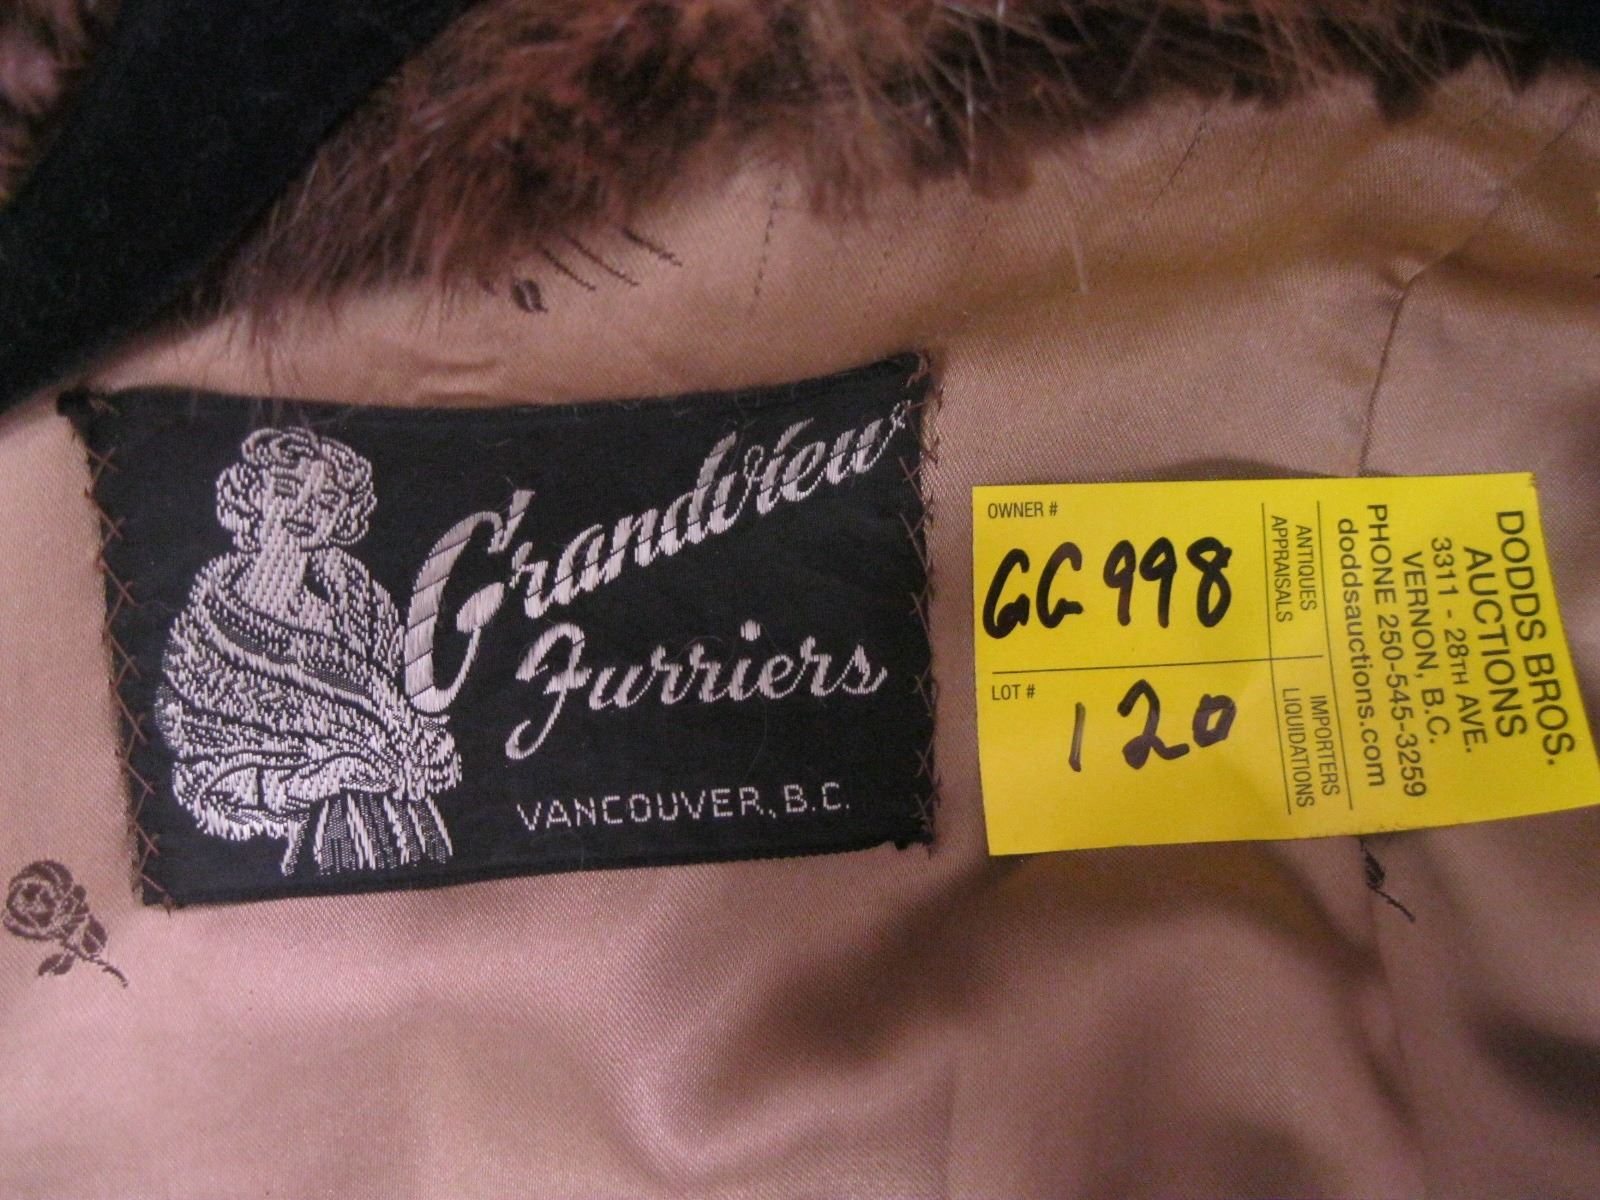 Grandview
Furriers
VANCOUVER, B.C.
OWNER #
GG 998
LOT #
120
ANTIQUES
APPRAISALS
IMPORTERS
LIQUIDATIONS
DODDS BROS.
AUCTIONS
3311 - 28TH AVE.
VERNON, B.C.
PHONE 250-545-3259
doddsauctions.com